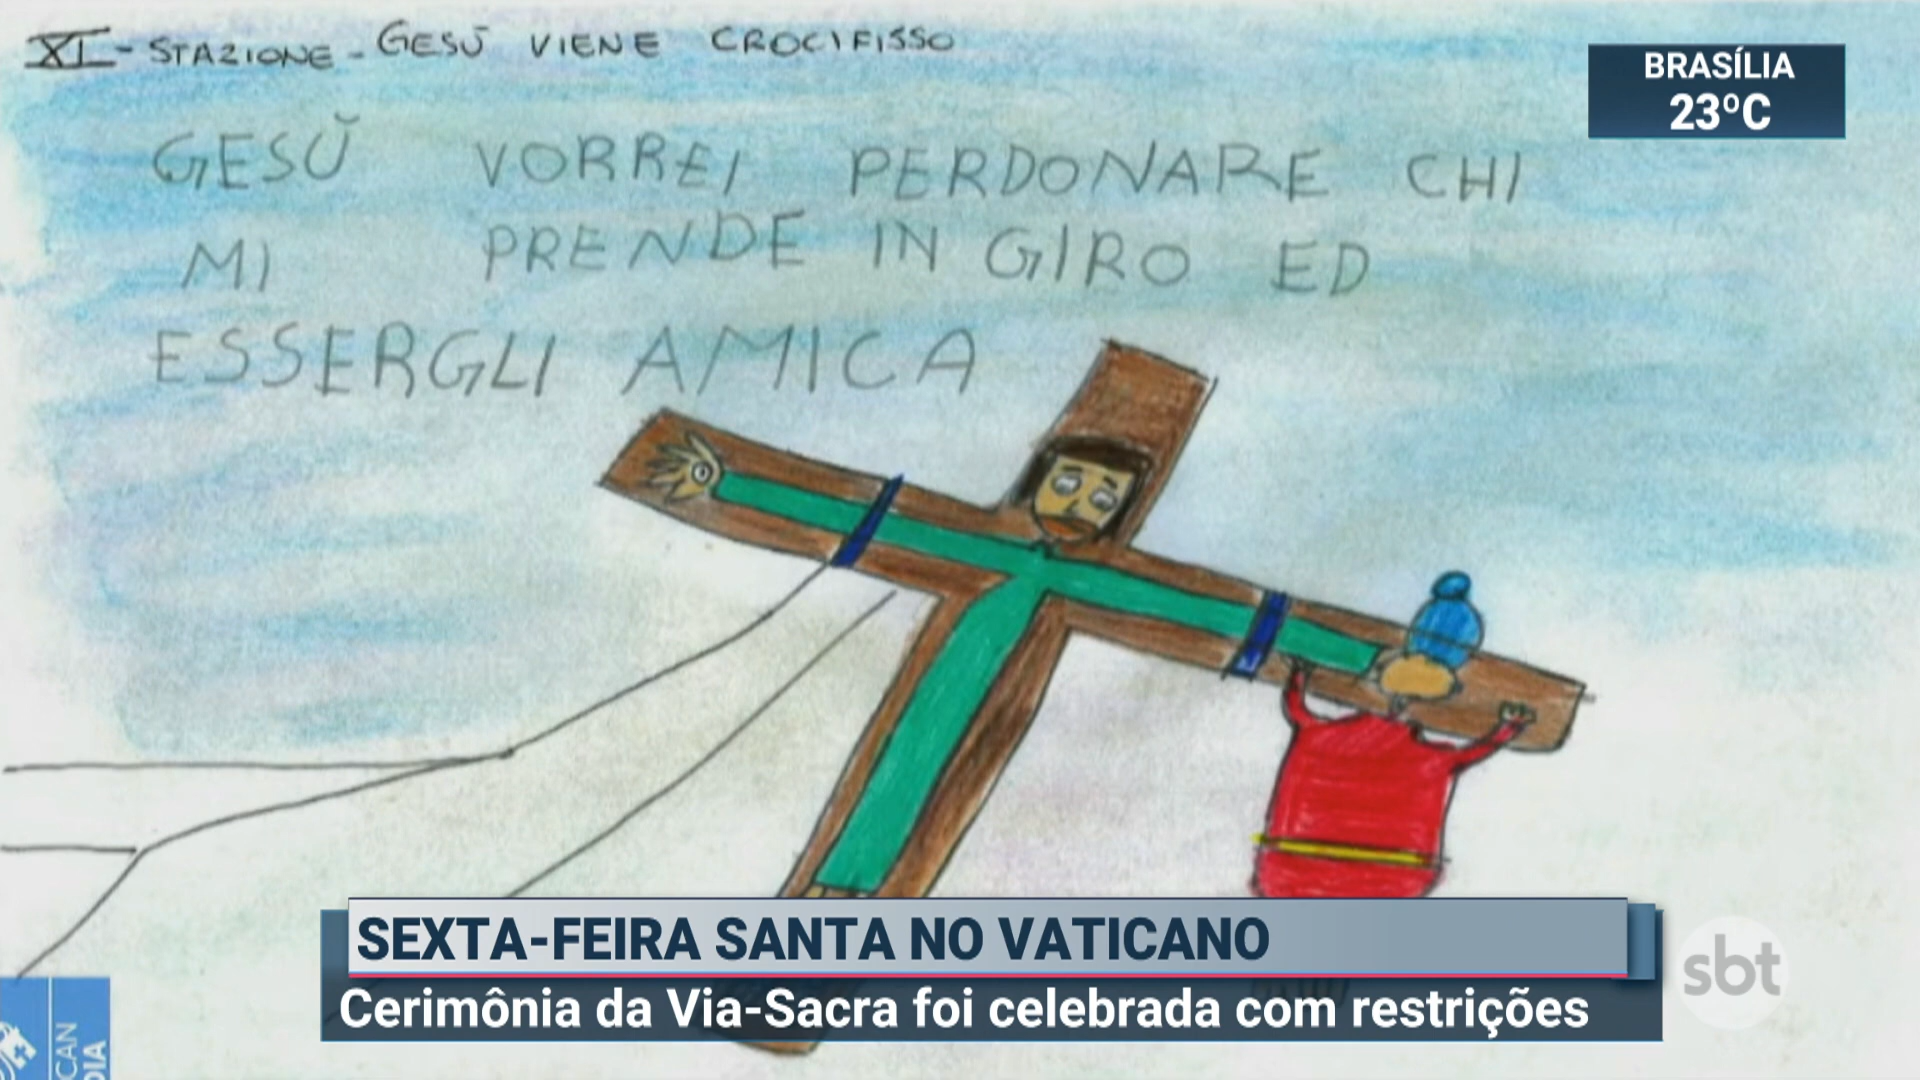 XI - STAZIONE - GESŬ VIENE CROCIFISSO
BRASÍLIA
23ºC
GESŬ VORREI PERDONARE CHI
MI PRENDE IN GIRO ED
ESSERGLI AMICA
SEXTA-FEIRA SANTA NO VATICANO
Cerimônia da Via-Sacra foi celebrada com restrições
sbt